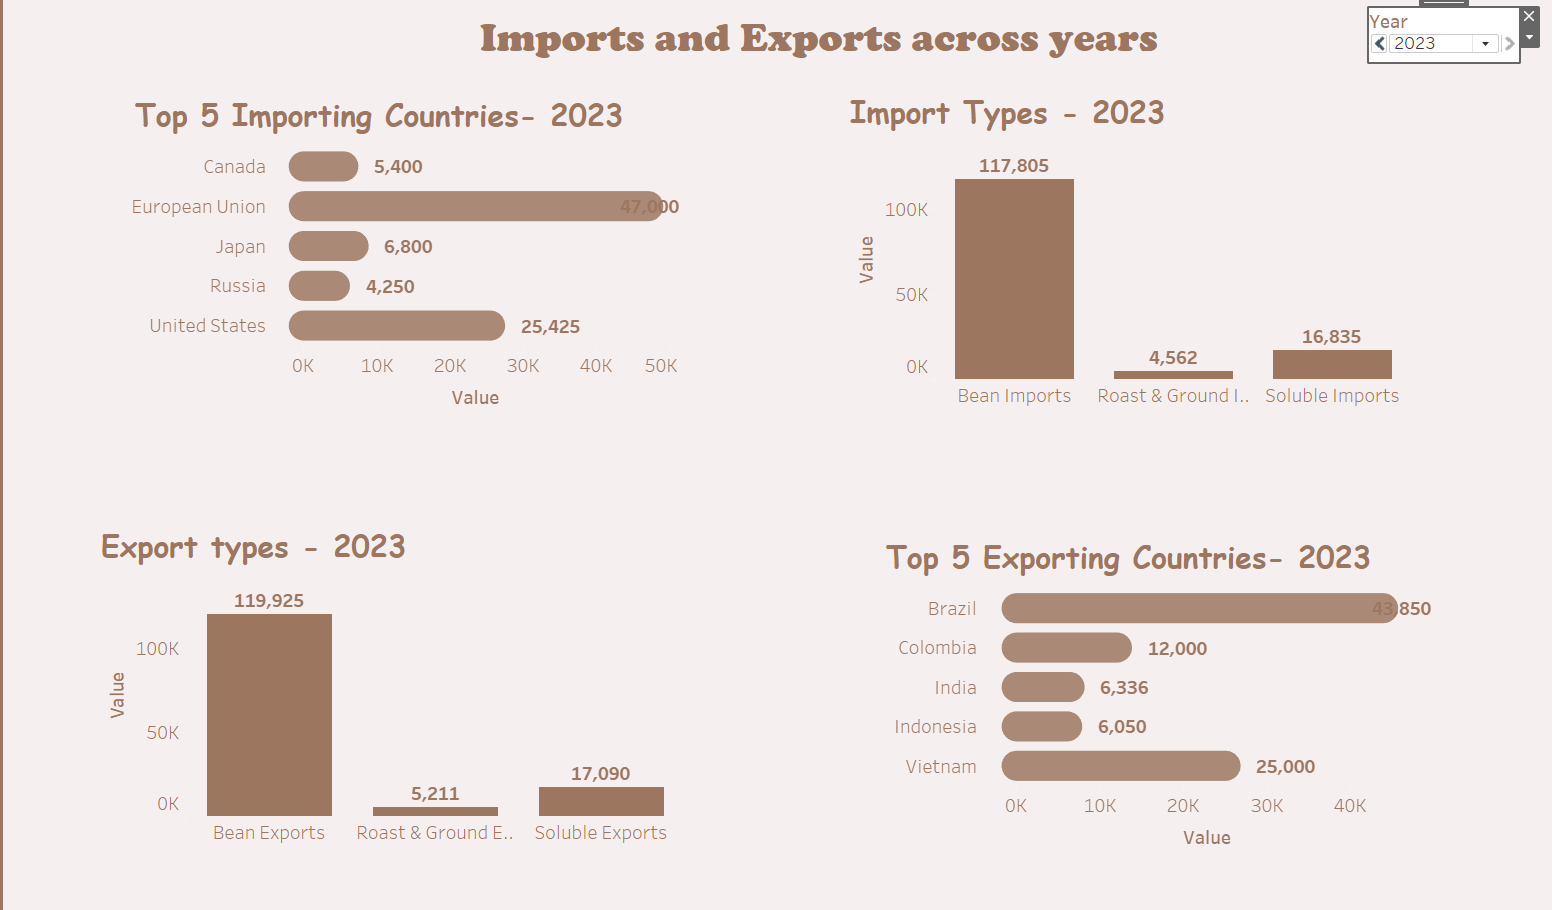 Imports and Exports across years
Year
2023
Top 5 Importing Countries- 2023
Canada 5,400
European Union 47,000
Japan 6,800
Russia 4,250
United States 25,425
0K 10K 20K 30K 40K 50K
Value
Import Types - 2023
117,805
100K
Value
50K
16,835
4,562
0K
Bean Imports Roast & Ground I.. Soluble Imports
Export types - 2023
119,925
100K
Value
50K
17,090
5,211
0K
Bean Exports Roast & Ground E.. Soluble Exports
Top 5 Exporting Countries- 2023
Brazil 43,850
Colombia 12,000
India 6,336
Indonesia 6,050
Vietnam 25,000
0K 10K 20K 30K 40K
Value